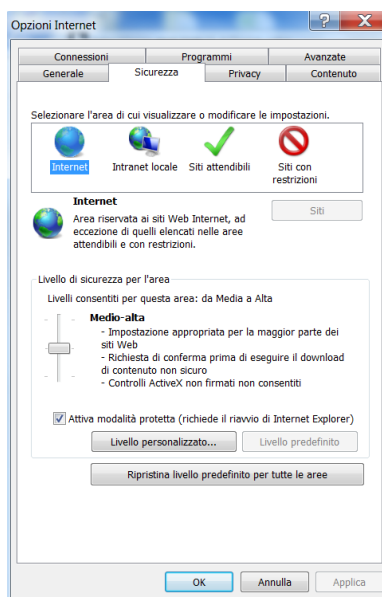 Opzioni Internet
Connessioni Programmi Avanzate
Generale Sicurezza Privacy Contenuto
Selezionare l'area di cui visualizzare o modificare le impostazioni.
Internet Intranet locale Siti attendibili Siti con
restrizioni
Internet
Siti
Area riservata ai siti Web Internet, ad
eccezione di quelli elencati nelle aree
attendibili e con restrizioni.
Livello di sicurezza per l'area
Livelli consentiti per questa area: da Media a Alta
Medio-alta
- Impostazione appropriata per la maggior parte dei
siti Web
- Richiesta di conferma prima di eseguire il download
di contenuto non sicuro
- Controlli ActiveX non firmati non consentiti
Attiva modalità protetta (richiede il riavvio di Internet Explorer)
Livello personalizzato... Livello predefinito
Ripristina livello predefinito per tutte le aree
OK Annulla Applica